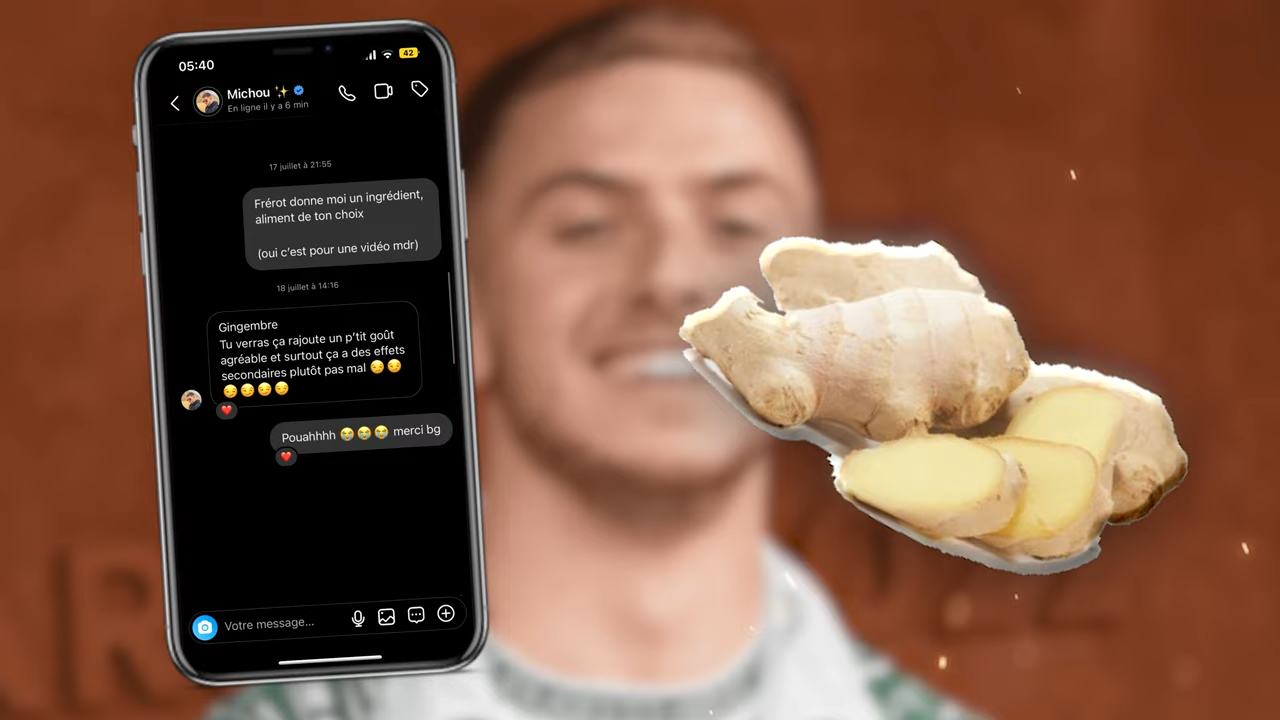 05:40
42
Michou ✨
En ligne il y a 6 min
17 juillet à 21:55
Frérot donne moi un ingrédient,
aliment de ton choix
(oui c’est pour une vidéo mdr)
18 juillet à 14:16
Gingembre
Tu verras ça rajoute un p’tit goût
agréable et surtout ça a des effets
secondaires plutôt pas mal 😏😏
😏😏😏😏
❤️
Pouahhhh 😭😭😭 merci bg
❤️
Votre message...